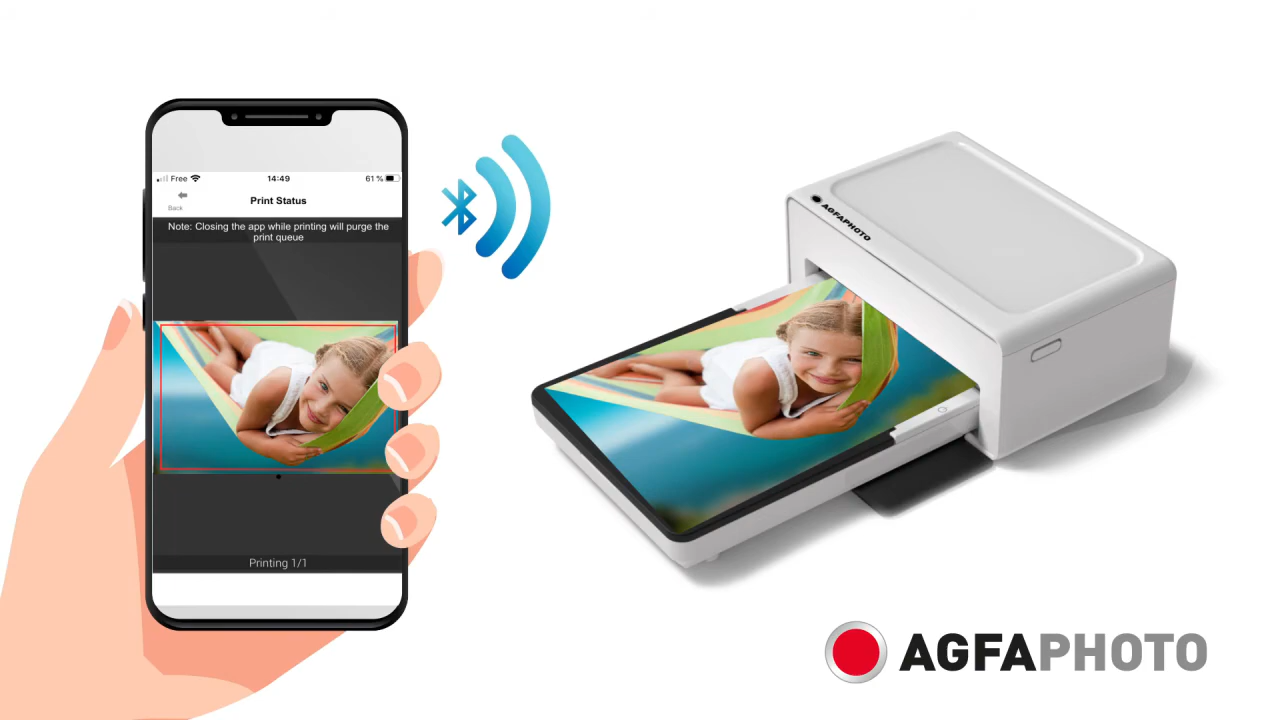 Free 14:49 61 %
Back
Print Status
Note: Closing the app while printing will purge the
print queue
Printing 1/1
AGFAPHOTO
AGFAPHOTO